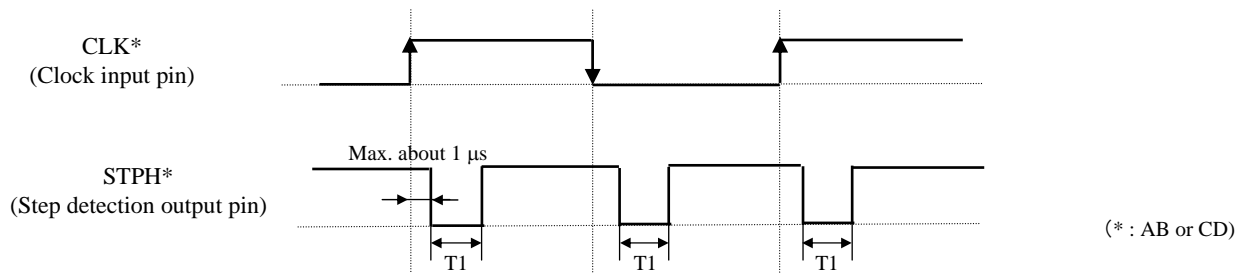 CLK*
(Clock input pin)
Max. about 1 μs
STPH*
(Step detection output pin)
T1
T1
T1
(* : AB or CD)